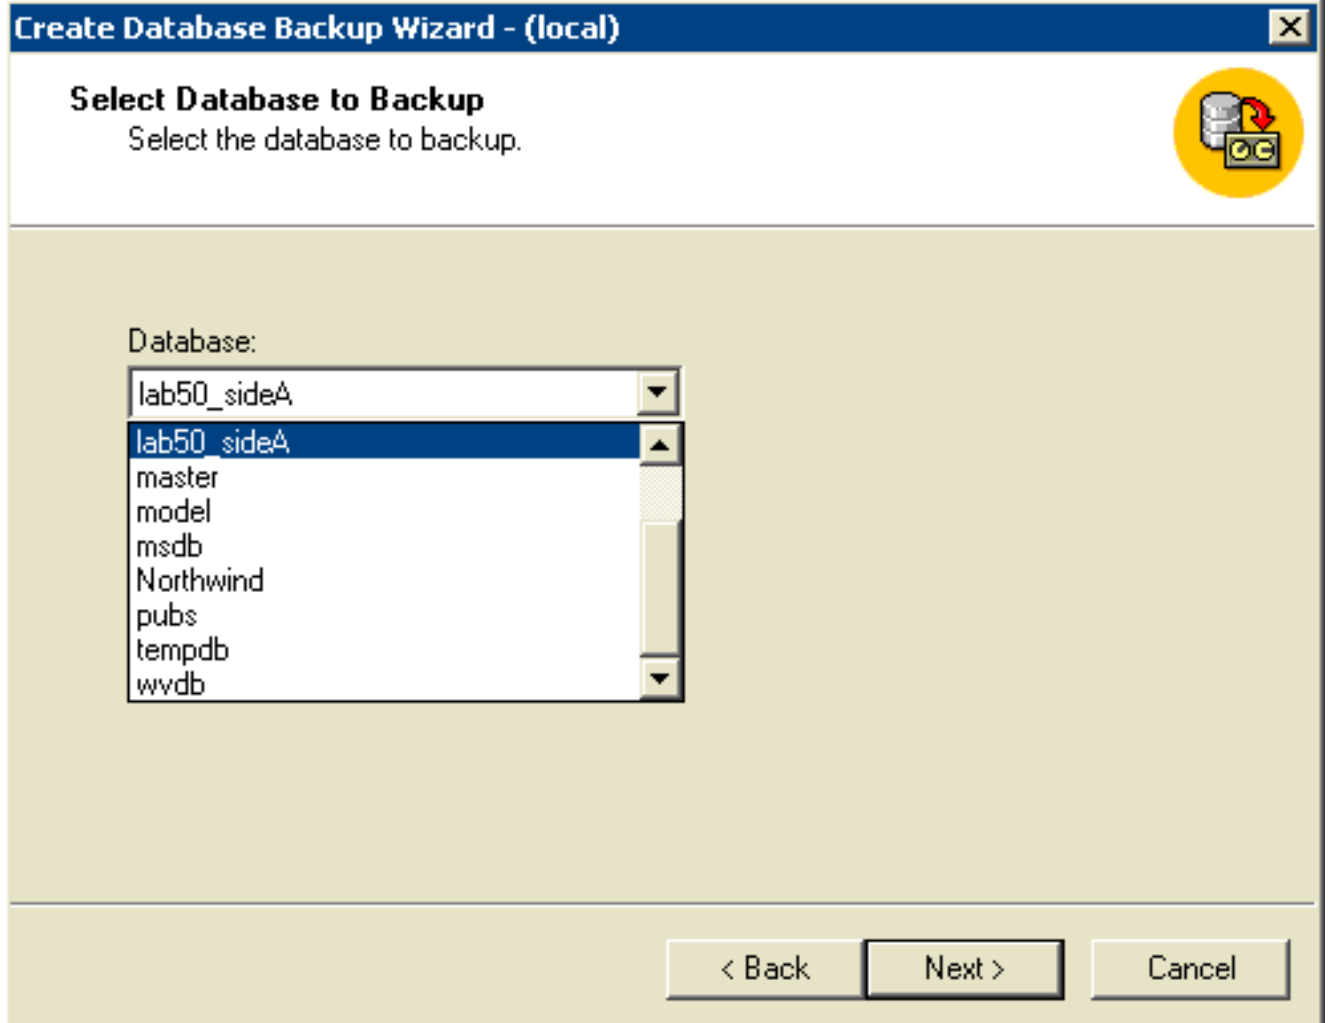 Create Database Backup Wizard - (local)
Select Database to Backup
Select the database to backup.
Database:
lab50_sideA
lab50_sideA
master
model
msdb
Northwind
pubs
tempdb
wvdb
< Back
Next >
Cancel